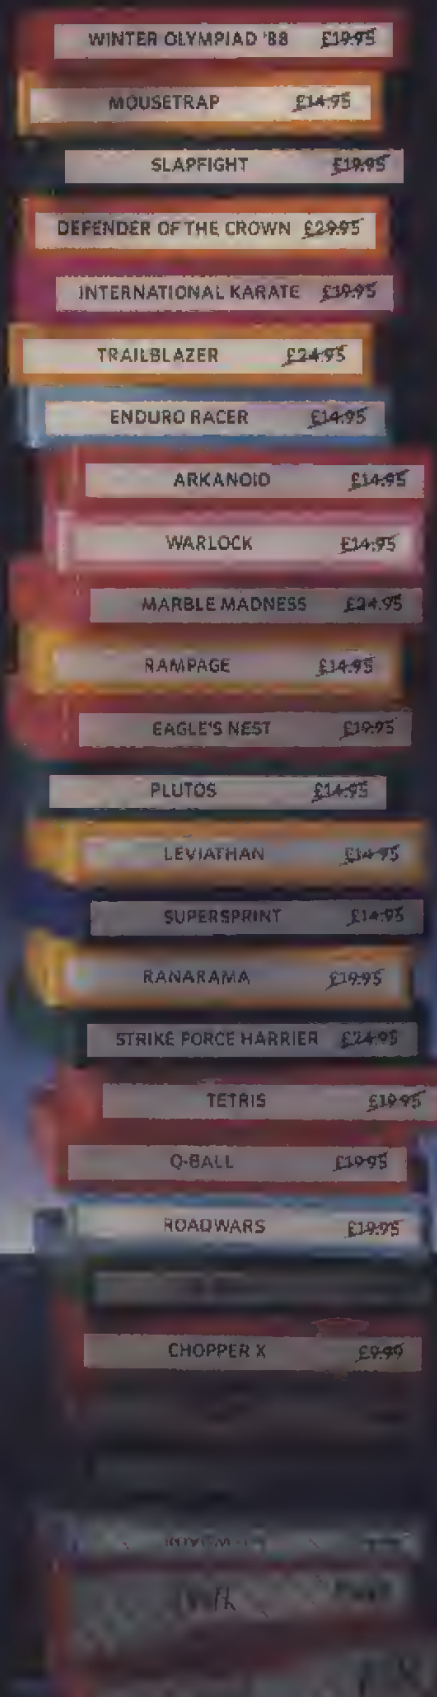 WINTER OLYMPIAD '88 £19.95
MOUSETRAP £14.95
SLAPFIGHT £19.95
DEFENDER OF THE CROWN £29.95
INTERNATIONAL KARATE £19.95
TRAILBLAZER £24.95
ENDURO RACER £14.95
ARKANOID £14.95
WARLOCK £14.95
MARBLE MADNESS £24.95
RAMPAGE £14.95
EAGLE'S NEST £19.95
PLUTOS £14.95
LEVIATHAN £14.95
SUPERSPRINT £14.95
RANARAMA £19.95
STRIKE FORCE HARRIER £24.95
TETRIS £19.95
Q-BALL £19.95
ROADWARS £19.95
CHOPPER X £9.99